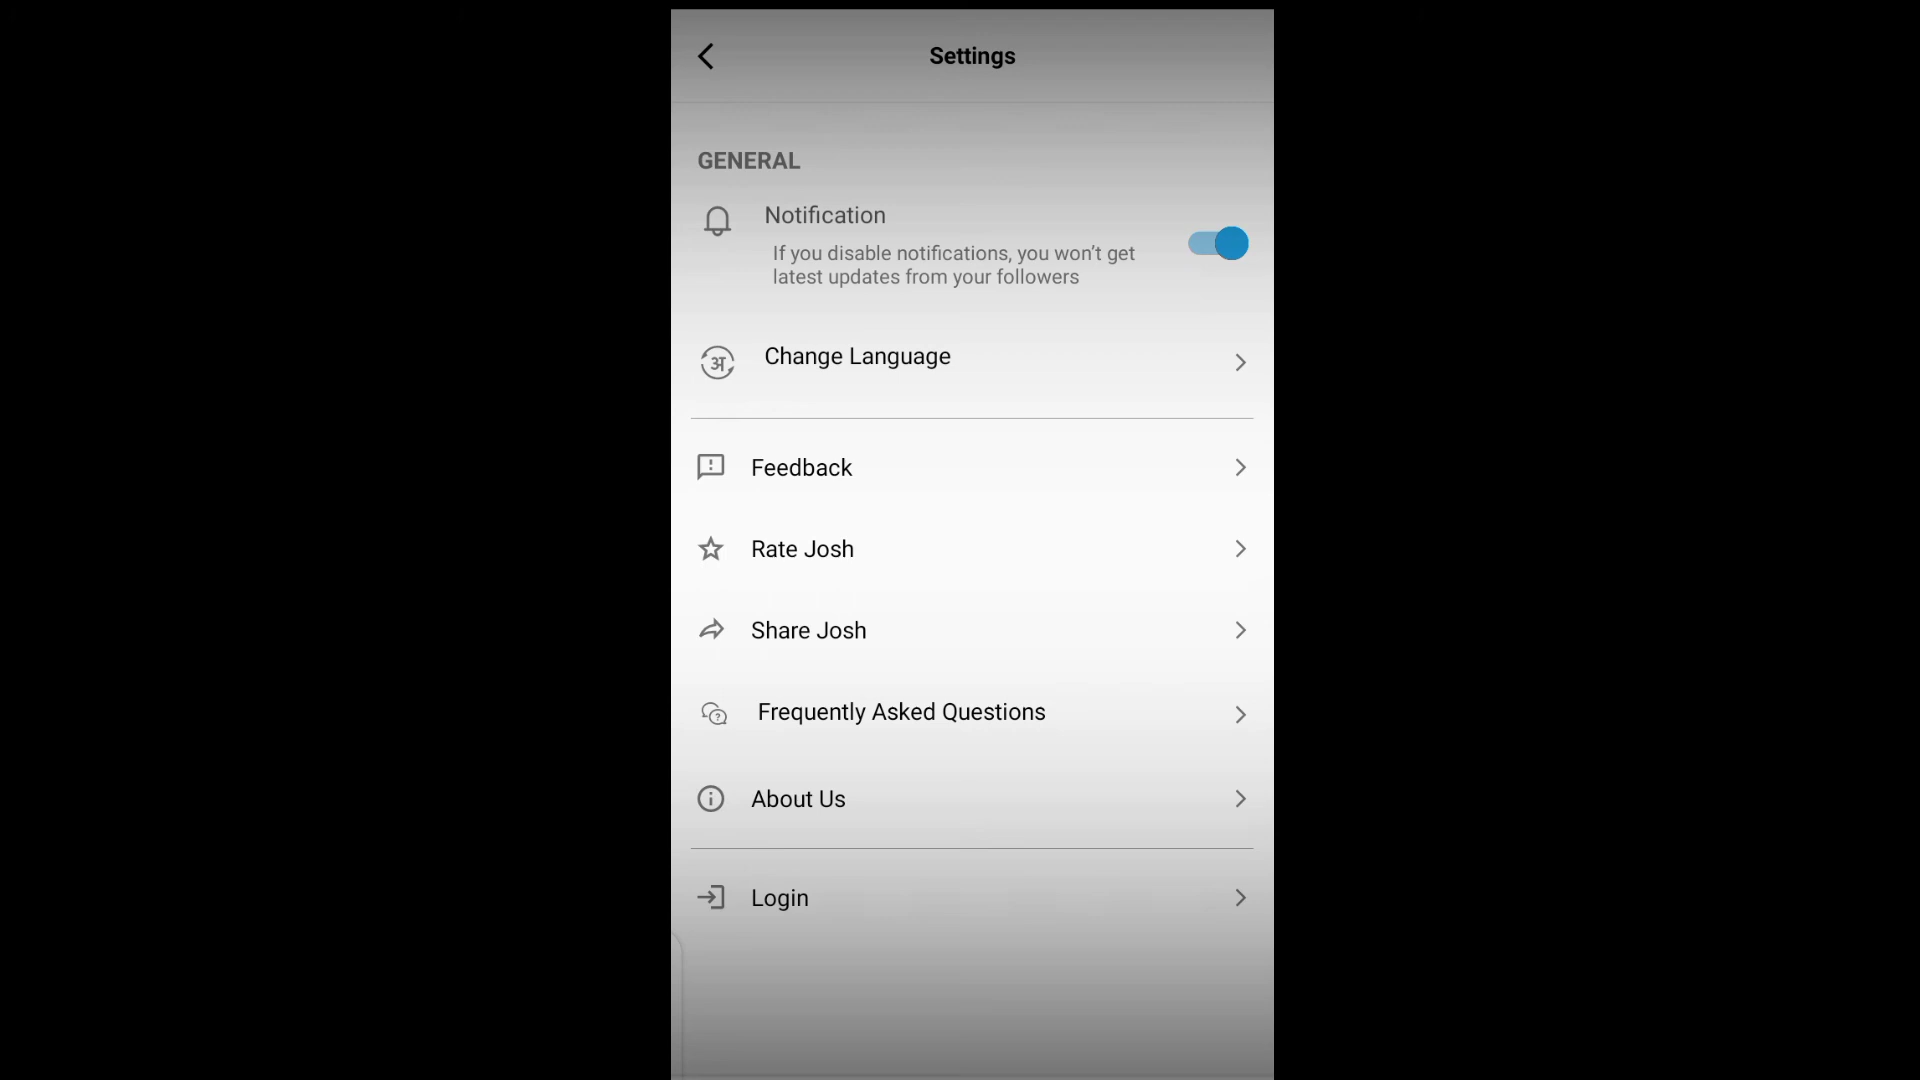 Settings
GENERAL
Notification
If you disable notifications, you won’t get
latest updates from your followers
अ
Change Language
Feedback
Rate Josh
Share Josh
Frequently Asked Questions
About Us
Login